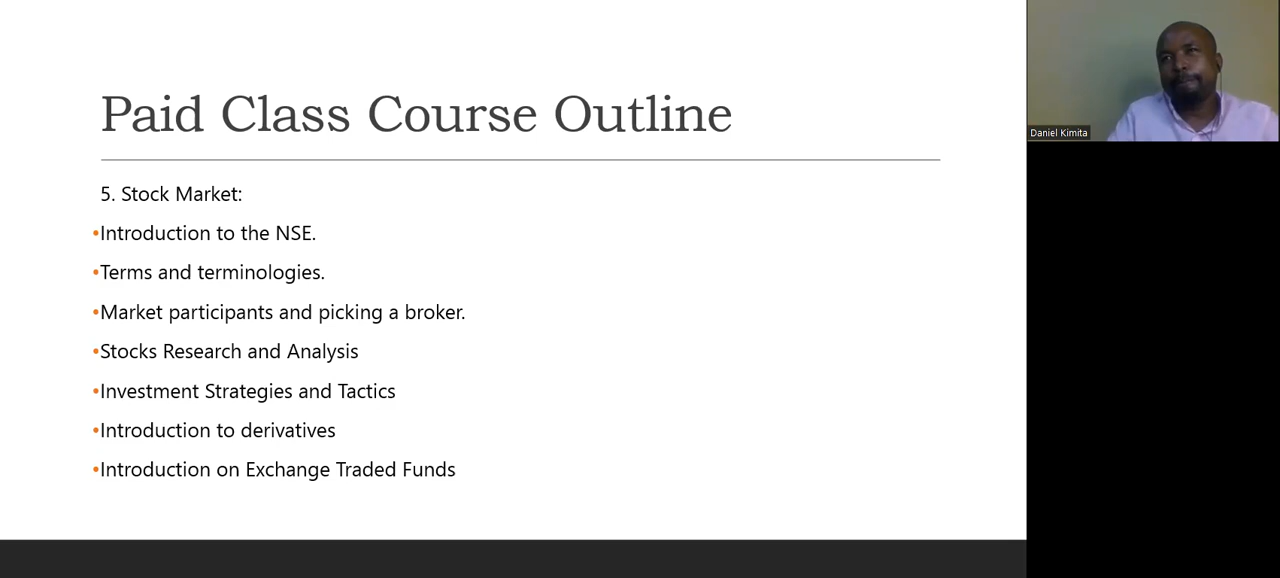 Paid Class Course Outline
5. Stock Market:
•Introduction to the NSE.
•Terms and terminologies.
•Market participants and picking a broker.
•Stocks Research and Analysis
•Investment Strategies and Tactics
•Introduction to derivatives
•Introduction on Exchange Traded Funds
Daniel Kimita